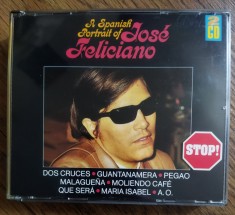 A Spanish
Portrait of José
Feliciano
2
CD
STOP!
DOS CRUCES • GUANTANAMERA • PEGAO
MALAGUEÑA • MOLIENDO CAFÉ
QUE SERÁ • MARIA ISABEL • A.O.